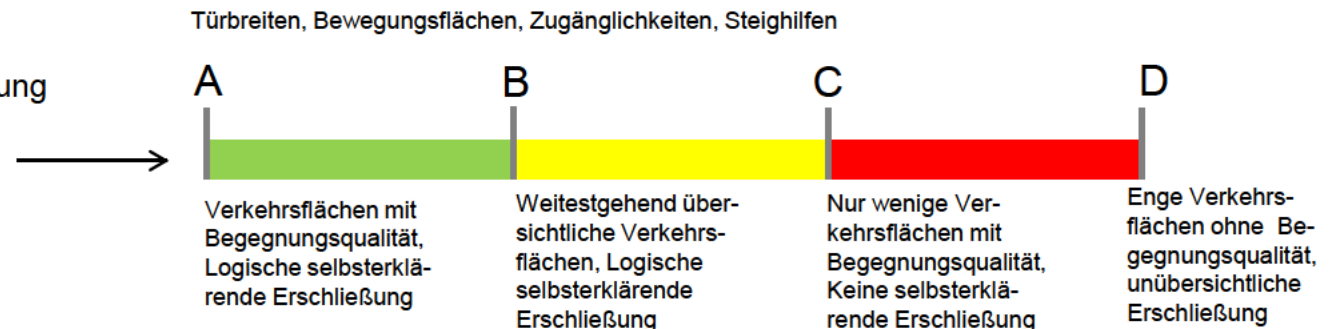 Türbreiten, Bewegungsflächen, Zugänglichkeiten, Steighilfen
ung
A
B
C
D
Verkehrsflächen mit
Begegnungsqualität,
Logische selbsterklä-
rende Erschließung
Weitestgehend über-
sichtliche Verkehrs-
flächen, Logische
selbsterklärende
Erschließung
Nur wenige Ver-
kehrsflächen mit
Begegnungsqualität,
Keine selbsterklä-
rende Erschließung
Enge Verkehrs-
flächen ohne Be-
gegnungsqualität,
unübersichtliche
Erschließung